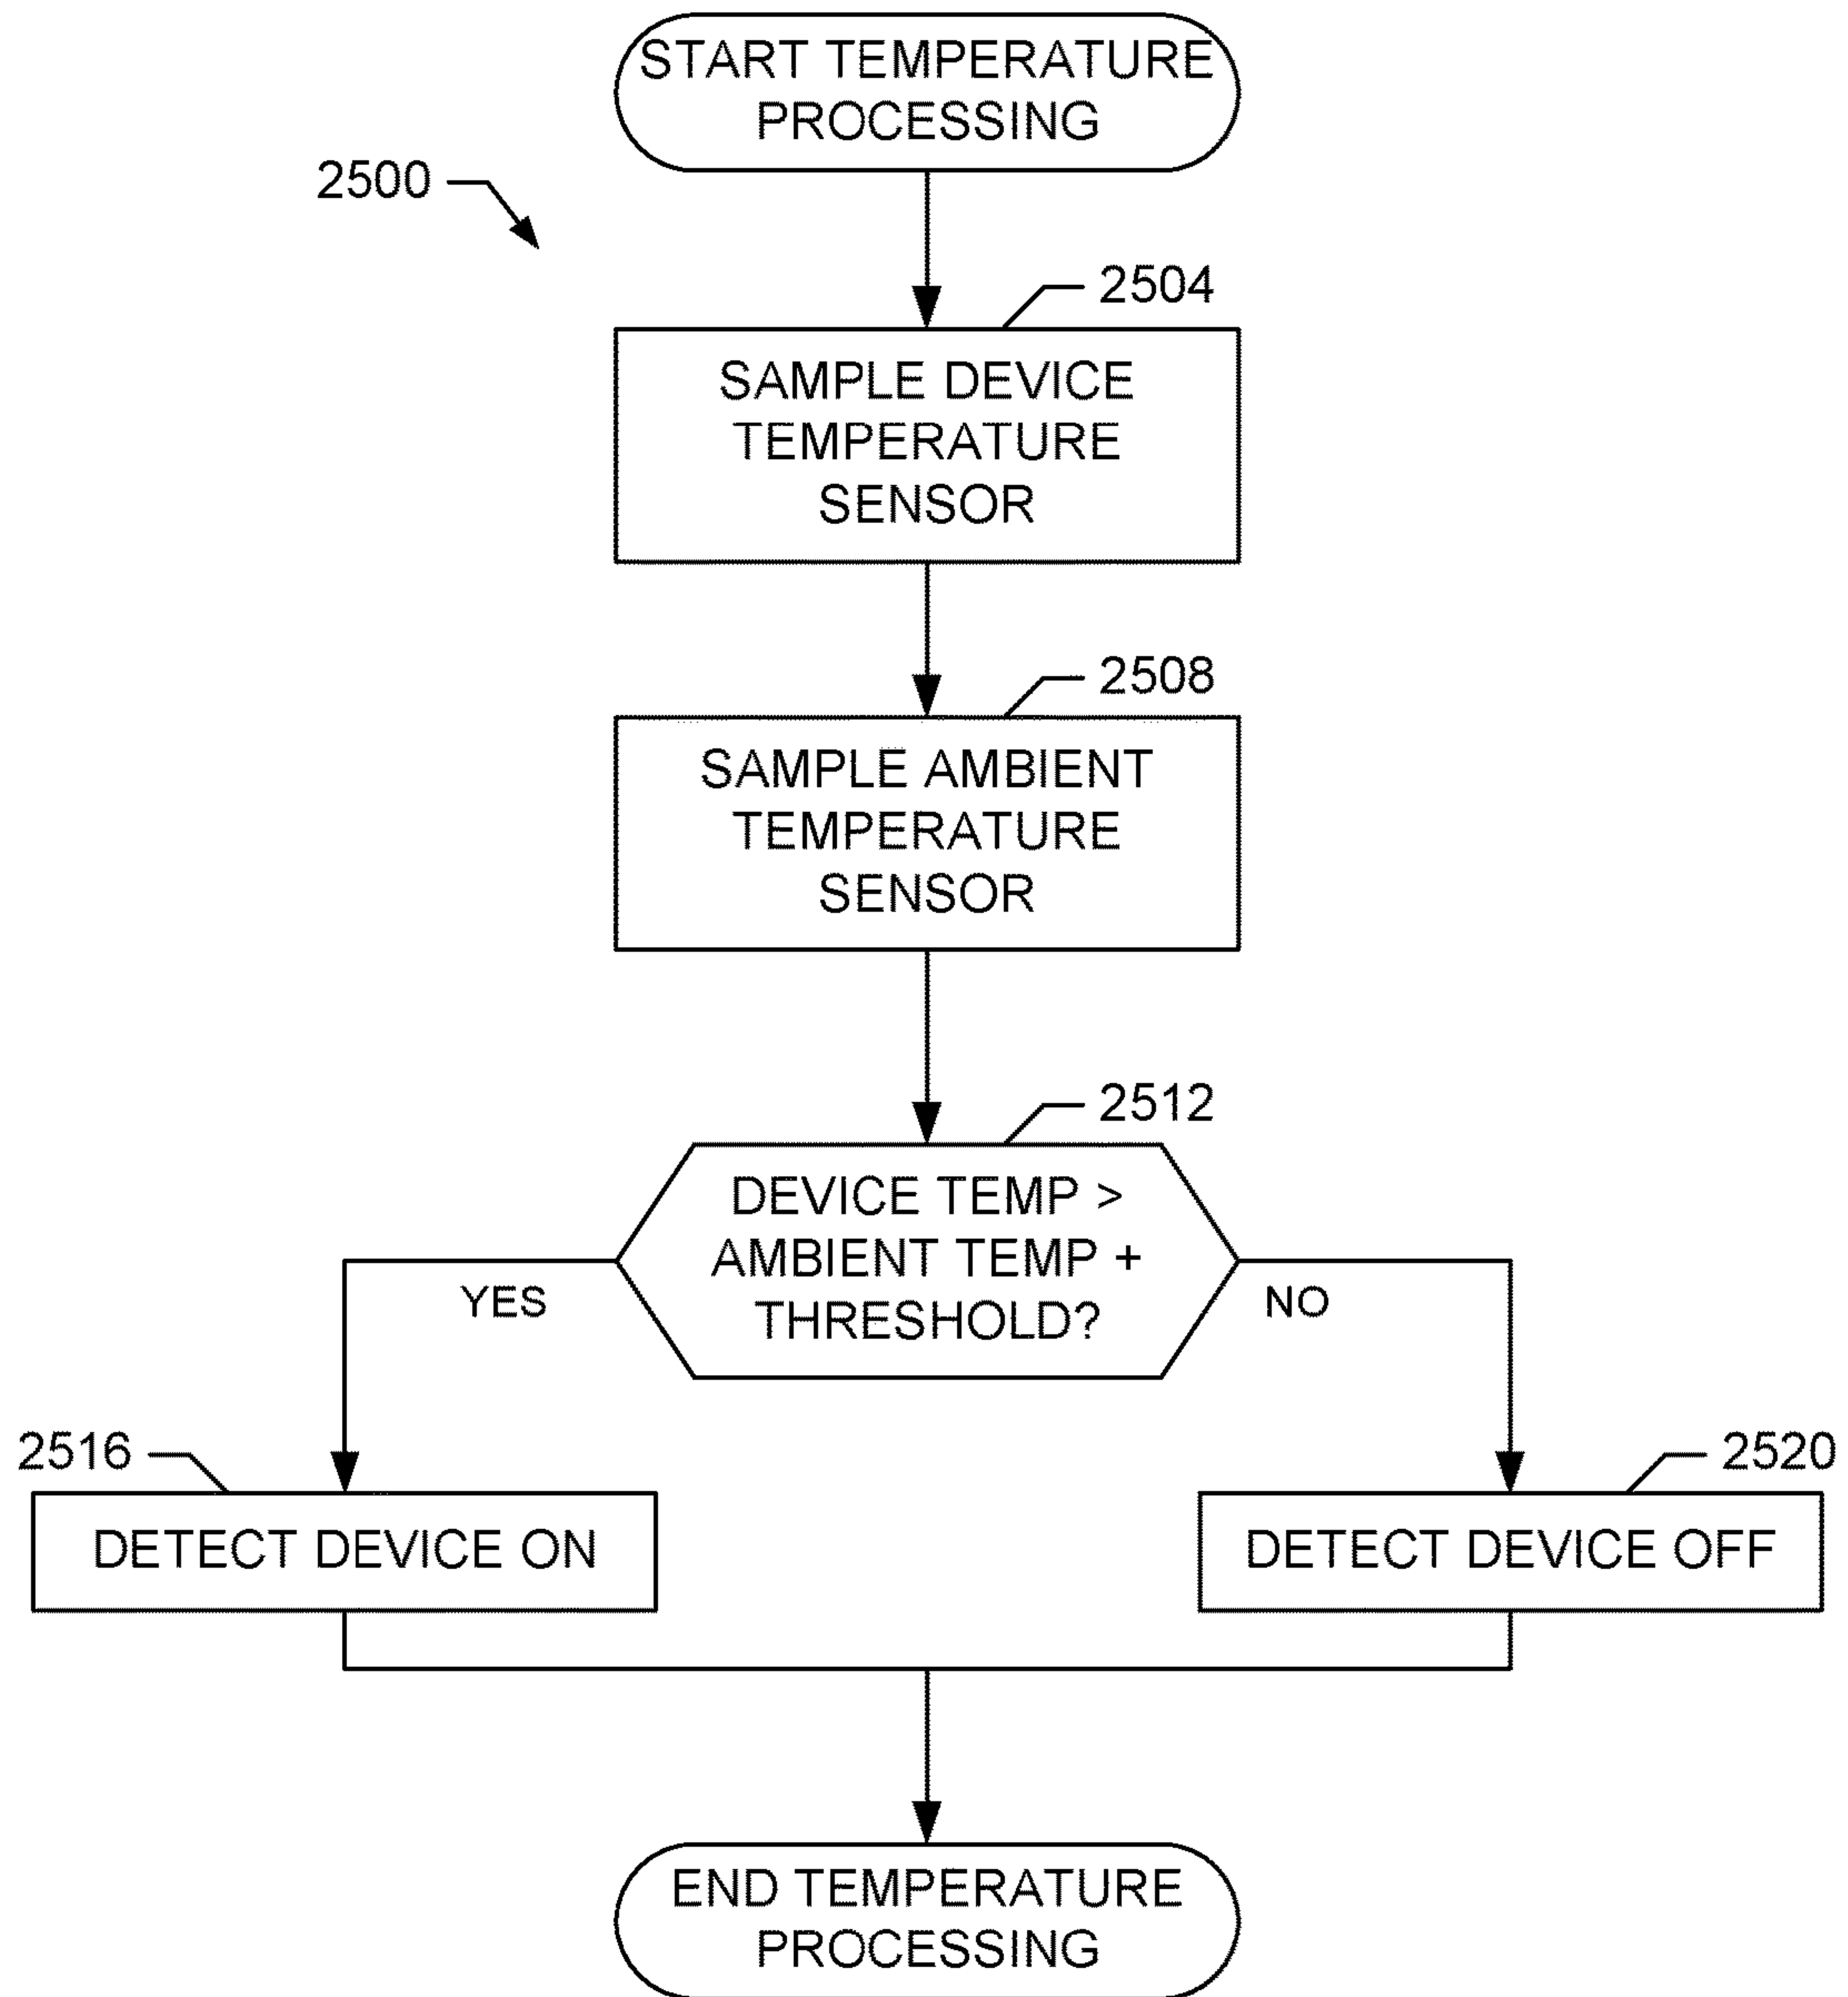 START TEMPERATURE
PROCESSING
2500
2504
SAMPLE DEVICE
TEMPERATURE
SENSOR
2508
SAMPLE AMBIENT
TEMPERATURE
SENSOR
2512
DEVICE TEMP >
AMBIENT TEMP +
THRESHOLD?
YES
NO
2516
2520
DETECT DEVICE ON
DETECT DEVICE OFF
END TEMPERATURE
PROCESSING